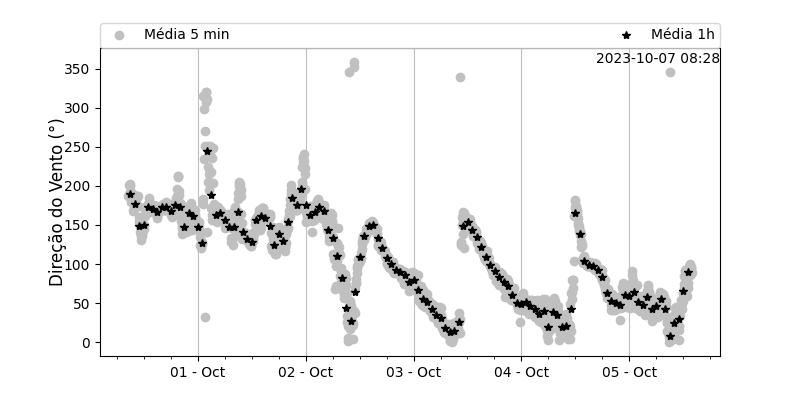 Média 5 min
Média 1h
2023-10-07 08:28
Direção do Vento (°)
350
300
250
200
150
100
50
0
01 - Oct
02 - Oct
03 - Oct
04 - Oct
05 - Oct